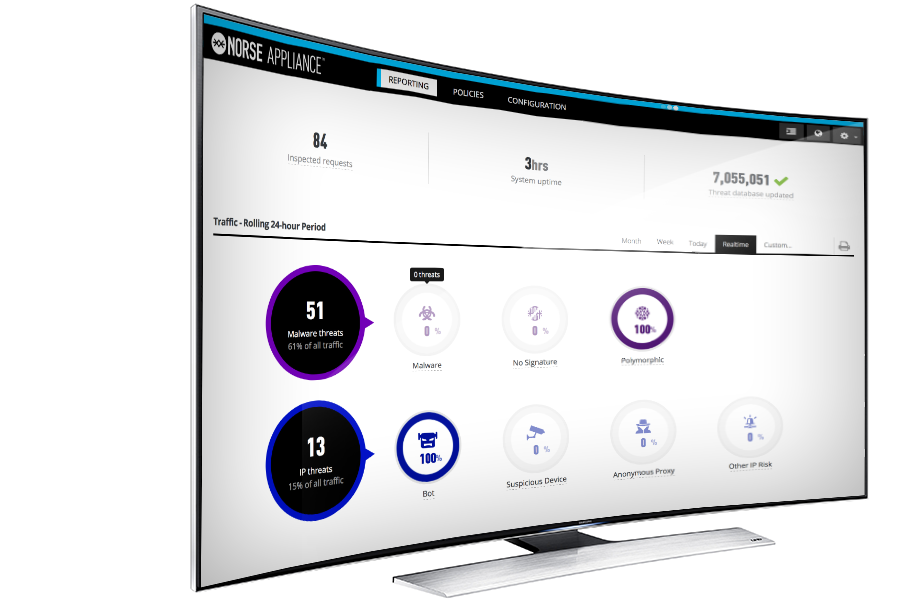 NORSE APPLIANCE™
REPORTING
POLICIES
CONFIGURATION
84
Inspected requests
3hrs
System uptime
7,055,051
Threat database updated
Traffic - Rolling 24-hour Period
Month
Week
Today
Realtime
Custom...
0 threats
51
Malware threats
61% of all traffic
0 %
Malware
0 %
No Signature
100%
Polymorphic
13
IP threats
15% of all traffic
100%
Bot
0 %
Suspicious Device
0 %
Anonymous Proxy
0 %
Other IP Risk